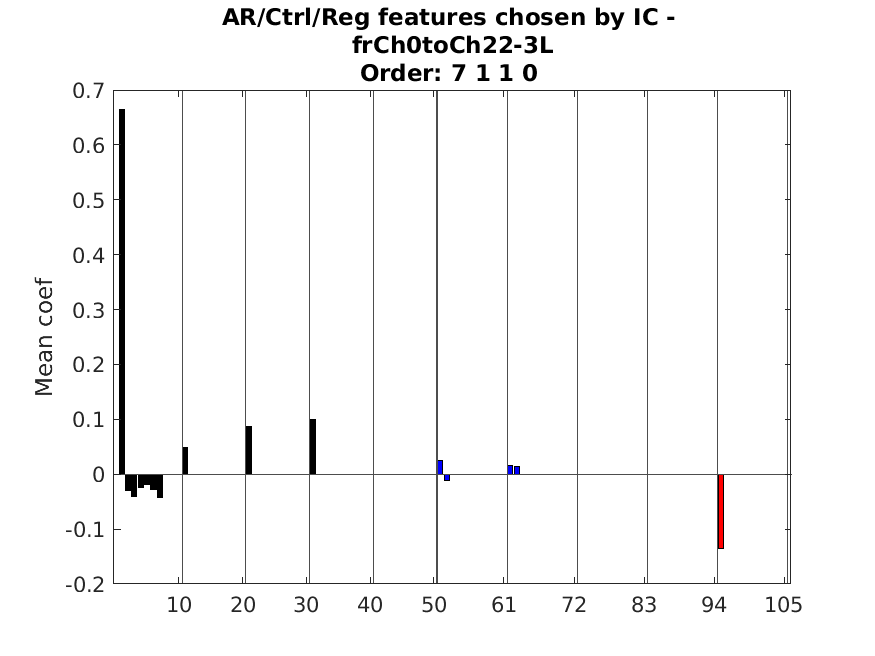 AR/Ctrl/Reg features chosen by IC -
frCh0toCh22-3L
Order: 7 1 1 0
0.7
0.6
0.5
0.4
0.3
0.2
0.1
0
-0.1
-0.2
Mean coef
10 20 30 40 50 61 72 83 94 105